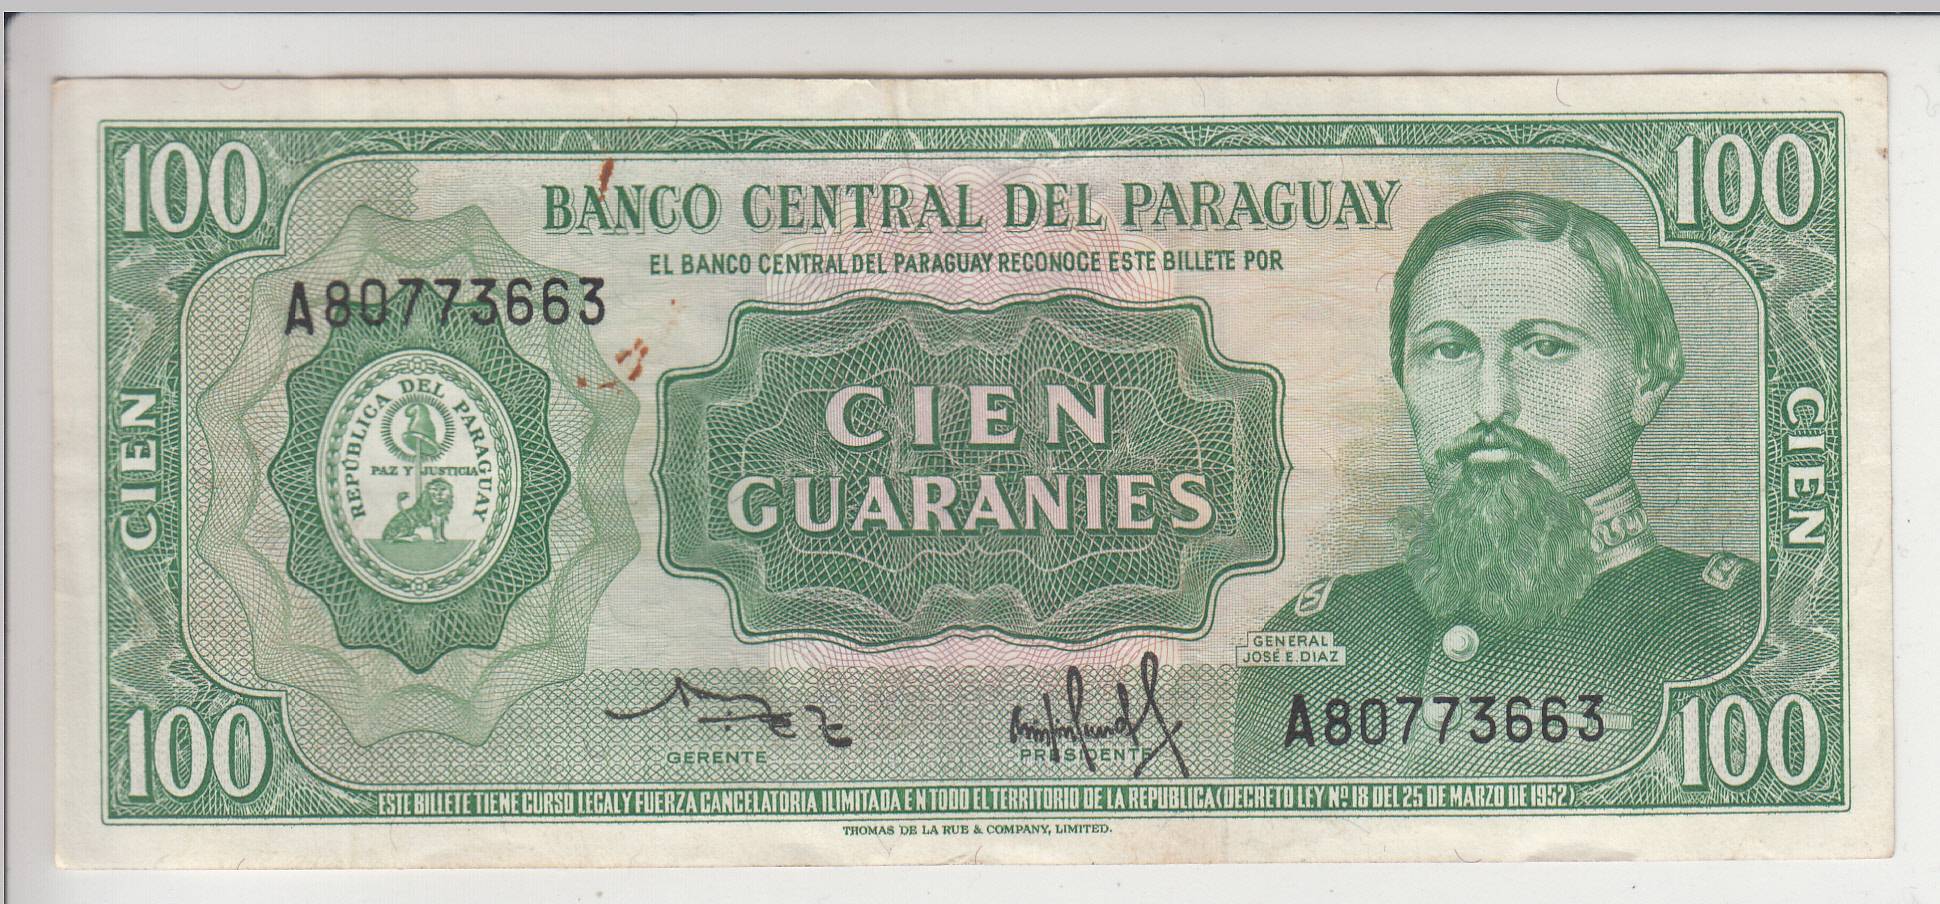 100
100
BANCO CENTRAL DEL PARAGUAY
EL BANCO CENTRAL DEL PARAGUAY RECONOCE ESTE BILLETE POR
A80773663
REPÚBLICA DEL PARAGUAY
PAZ Y JUSTICIA
CIEN
CIEN
GUARANIES
CIEN
GENERAL
JOSÉ E. DIAZ
A80773663
GERENTE
PRESIDENTE
100
100
ESTE BILLETE TIENE CURSO LEGAL Y FUERZA CANCELATORIA ILIMITADA EN TODO EL TERRITORIO DE LA REPUBLICA (DECRETO LEY Nº 18 DEL 25 DE MARZO DE 1952)
THOMAS DE LA RUE & COMPANY, LIMITED.